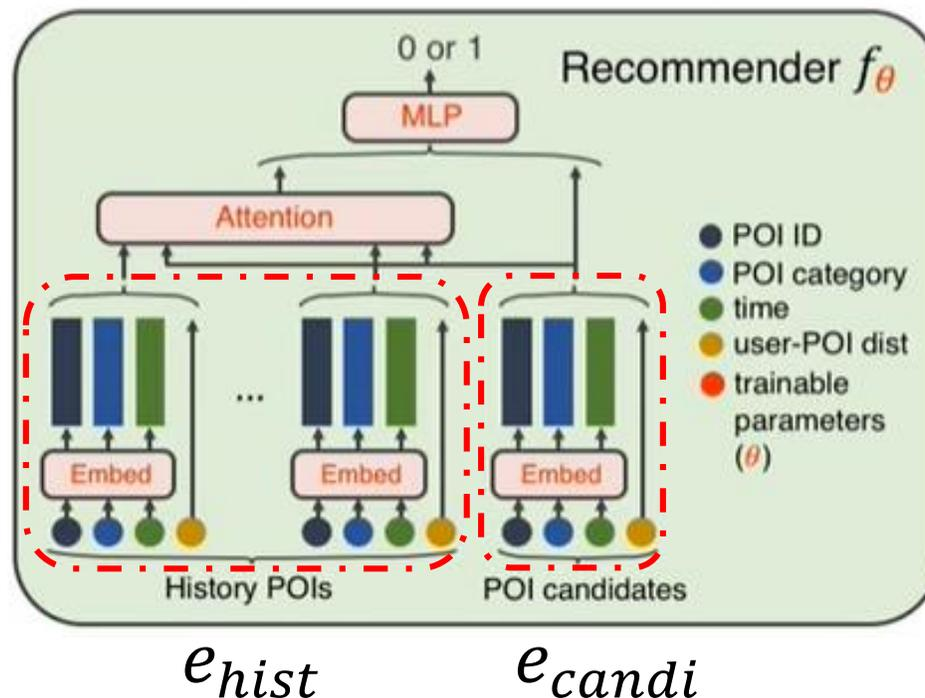 0 or 1
Recommender f_θ
MLP
Attention
POI ID
POI category
time
user-POI dist
trainable
parameters
(θ)
...
Embed Embed Embed
History POIs POI candidates
e_hist e_candi